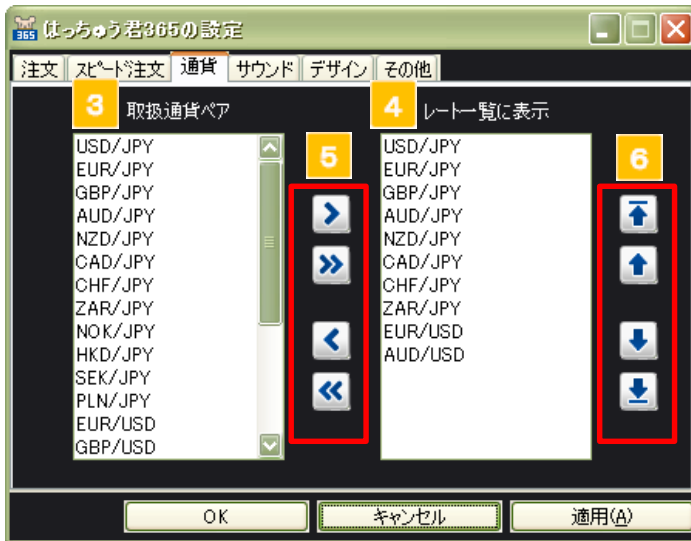 365 はっちゅう君365の設定
注文 スピード注文 通貨 サウンド デザイン その他
3 取扱通貨ペア
4 レート一覧に表示
USD/JPY
EUR/JPY
GBP/JPY
AUD/JPY
NZD/JPY
CAD/JPY
CHF/JPY
ZAR/JPY
NOK/JPY
HKD/JPY
SEK/JPY
PLN/JPY
EUR/USD
GBP/USD
5
USD/JPY
EUR/JPY
GBP/JPY
AUD/JPY
NZD/JPY
CAD/JPY
CHF/JPY
ZAR/JPY
EUR/USD
AUD/USD
6
OK キャンセル 適用(A)